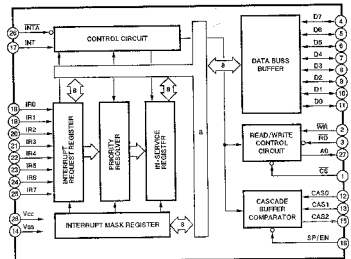 26 INTA
17 INT
CONTROL CIRCUIT
8
8
8
8
8
DATA BUSS
BUFFER
D7 4
D6 5
D5 6
D4 7
D3 8
D2 9
D1 10
D0 11
18 IR0
19 IR1
20 IR2
21 IR3
22 IR4
23 IR5
24 IR6
25 IR7
INTERRUPT
REQUEST REGISTER
PRIORITY
RESOLVER
IN-SERVICE
REGISTER
READ/WRITE
CONTROL
CIRCUIT
WR 2
RD 3
A0 27
CS 1
INTERRUPT MASK REGISTER
28 Vcc
14 Vss
CASCADE
BUFFER
COMPARATOR
CAS0 12
CAS1 13
CAS2 15
SP/EN 16